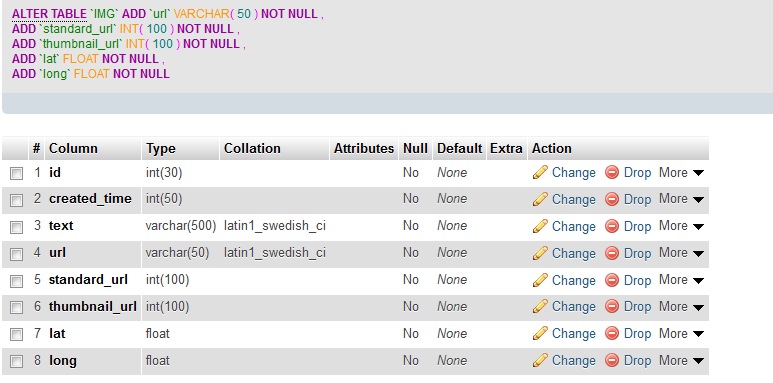 ALTER TABLE `IMG` ADD `url` VARCHAR( 50 ) NOT NULL ,
ADD `standard_url` INT( 100 ) NOT NULL ,
ADD `thumbnail_url` INT( 100 ) NOT NULL ,
ADD `lat` FLOAT NOT NULL ,
ADD `long` FLOAT NOT NULL
# Column Type Collation Attributes Null Default Extra Action
1 id int(30) No None Change Drop More
2 created_time int(50) No None Change Drop More
3 text varchar(500) latin1_swedish_ci No None Change Drop More
4 url varchar(50) latin1_swedish_ci No None Change Drop More
5 standard_url int(100) No None Change Drop More
6 thumbnail_url int(100) No None Change Drop More
7 lat float No None Change Drop More
8 long float No None Change Drop More